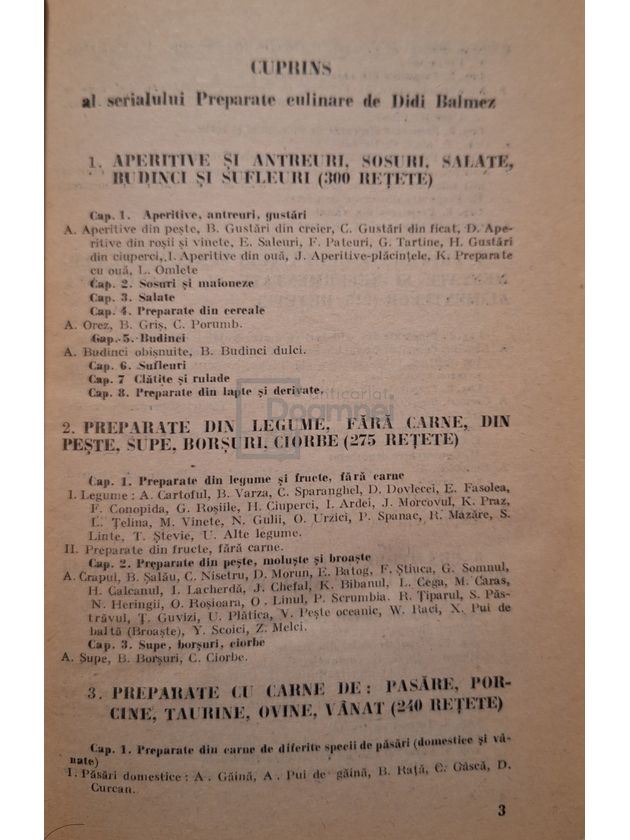 CUPRINS
al serialului Preparate culinare de Didi Balmez
1. APERITIVE ȘI ANTREURI, SOSURI, SALATE,
BUDINCI ȘI SUFLEURI (300 REȚETE)
Cap. 1. Aperitive, antreuri, gustări
A. Aperitive din pește, B. Gustări din creier, C. Gustări din ficat, D. Ape-
ritive din roșii și vinete, E. Saleuri, F. Pateuri, G. Tartine, H. Gustări
din ciuperci, I. Aperitive din ouă, J. Aperitive-plăcințele, K. Preparate
cu ouă, L. Omlete
Cap. 2. Sosuri și maioneze
Cap. 3. Salate
Cap. 4. Preparate din cereale
A. Orez, B. Griș, C. Porumb.
Cap. 5. Budinci
A. Budinci obișnuite, B. Budinci dulci.
Cap. 6. Sufleuri
Cap. 7 Clătite și rulade
Cap. 8. Preparate din lapte și derivate.
anticariat
Doamnei
2. PREPARATE DIN LEGUME, FĂRĂ CARNE, DIN
PEȘTE, SUPE, BORȘURI, CIORBE (275 REȚETE)
Cap. 1. Preparate din legume și fructe, fără carne
I. Legume : A. Cartoful, B. Varza, C. Sparanghel, D. Dovlecei, E. Fasolea,
F. Conopida, G. Roșiile, H. Ciuperci, I. Ardei, J. Morcovul, K. Praz,
L. Țelina, M. Vinete, N. Gulii, O. Urzici, P. Spanac, R. Mazăre, S.
Linte, T. Ștevie, U. Alte legume.
II. Preparate din fructe, fără carne.
Cap. 2. Preparate din pește, moluște și broaște
A. Crapul, B. Șalău, C. Nisetru, D. Morun, E. Batog, F. Știuca, G. Somnul,
H. Galcanul, I. Lacherdă, J. Chefal, K. Bibanul, L. Cega, M. Caras,
N. Heringii, O. Roșioara, O. Linul, P. Scrumbia. R. Țiparul, S. Păs-
trăvul, T. Guvizi, U. Plătica, V. Pește oceanic, W. Raci, X. Pui de
baltă (Broaște), Y. Scoici, Z. Melci.
Cap. 3. Supe, borșuri, ciorbe
A. Supe, B. Borșuri, C. Ciorbe.
3. PREPARATE CU CARNE DE : PASĂRE, POR-
CINE, TAURINE, OVINE, VÂNAT (240 REȚETE)
Cap. 1. Preparate din carne de diferite specii de păsări (domestice și vâ-
nate)
I. Păsări domestice : A. Găină, A. Pui de găină, B. Rață, C. Gâscă, D.
Curcan.
3